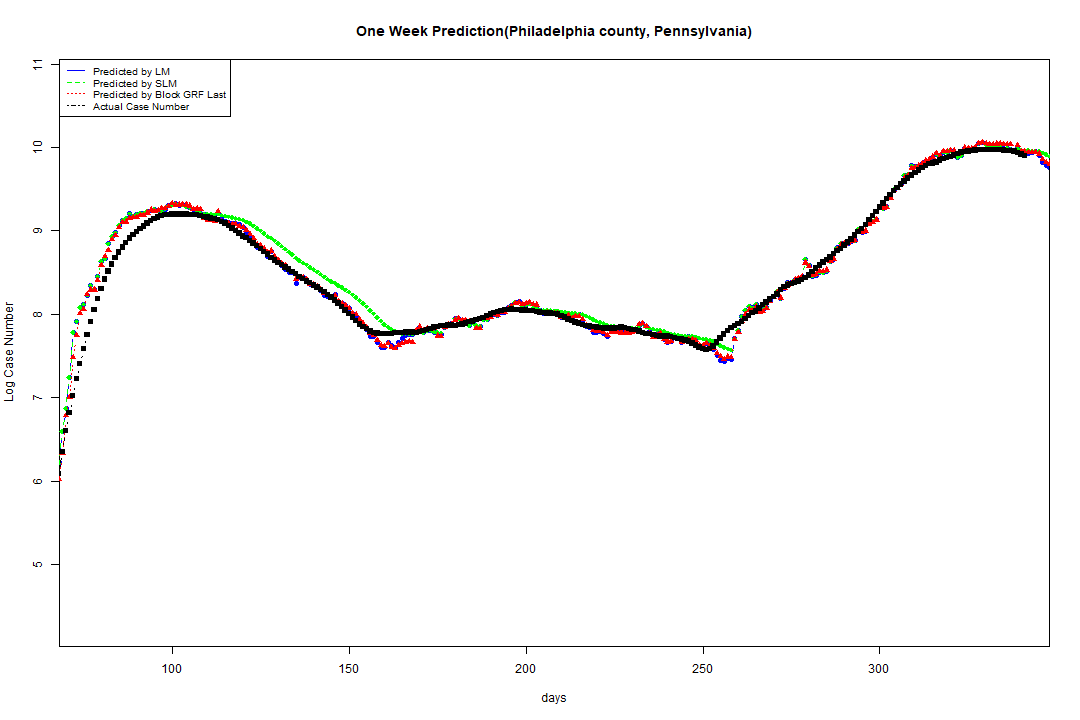 One Week Prediction(Philadelphia county, Pennsylvania)
Predicted by LM
Predicted by SLM
Predicted by Block GRF Last
Actual Case Number
11
10
9
8
7
6
5
Log Case Number
100 150 200 250 300
days